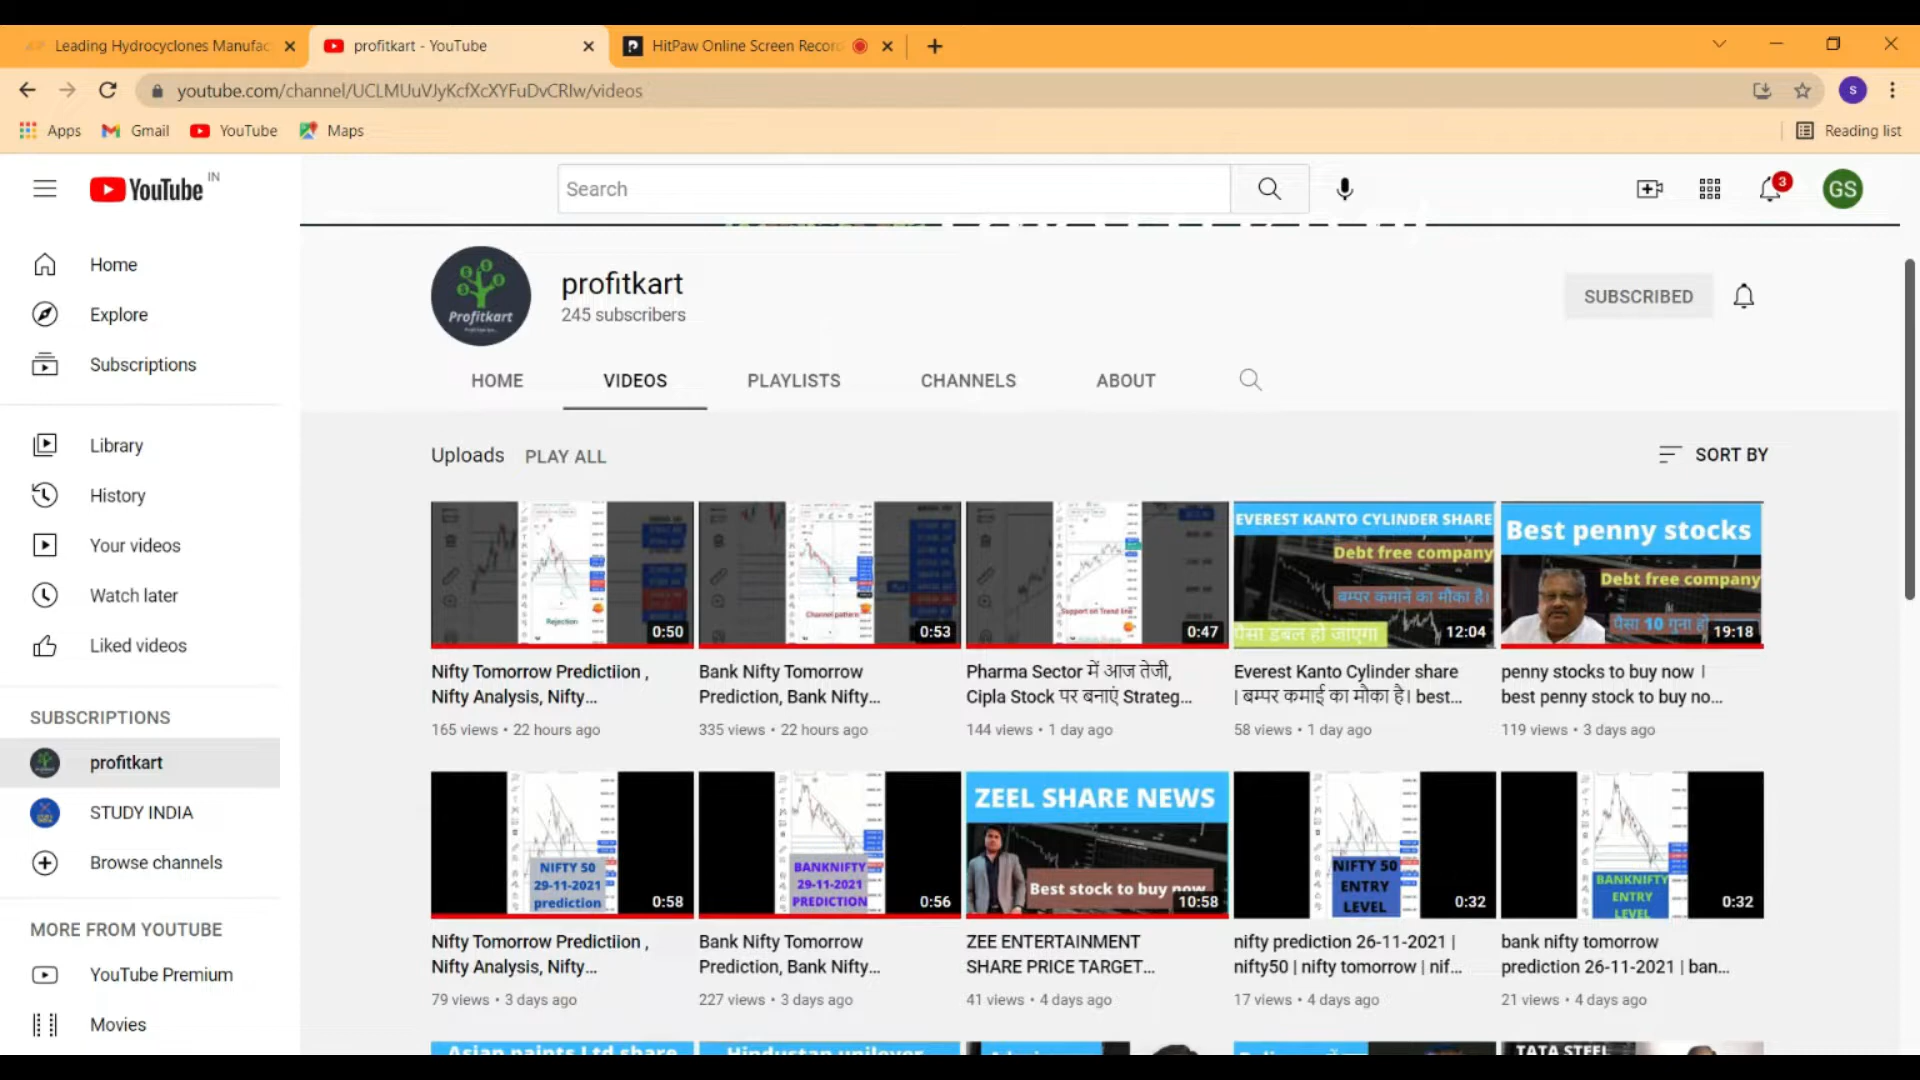 Leading Hydrocyclones Manufac
profitkart - YouTube
HitPaw Online Screen Recor
youtube.com/channel/UCLMUuVJyKcfXcXYFuDvCRIw/videos
Apps
Gmail
YouTube
Maps
Reading list
YouTube IN
Search
3
GS
S
Home
Explore
Subscriptions
Library
History
Your videos
Watch later
Liked videos
SUBSCRIPTIONS
profitkart
STUDY INDIA
Browse channels
MORE FROM YOUTUBE
YouTube Premium
Movies
Profitkart
profitkart
245 subscribers
SUBSCRIBED
HOME
VIDEOS
PLAYLISTS
CHANNELS
ABOUT
Uploads
PLAY ALL
SORT BY
Rejection
0:50
Nifty Tomorrow Predictiion ,
Nifty Analysis, Nifty...
165 views • 22 hours ago
Channel pattern
0:53
Bank Nifty Tomorrow
Prediction, Bank Nifty...
335 views • 22 hours ago
Support on Trend line
0:47
Pharma Sector में आज तेजी,
Cipla Stock पर बनाएं Strateg...
144 views • 1 day ago
EVEREST KANTO CYLINDER SHARE
Debt free company
बम्पर कमाने का मौका है।
पैसा डबल हो जाएगा
12:04
Everest Kanto Cylinder share
| बम्पर कमाई का मौका है। best...
58 views • 1 day ago
Best penny stocks
Debt free company
पैसा 10 गुना हो
19:18
penny stocks to buy now ।
best penny stock to buy no...
119 views • 3 days ago
NIFTY 50
29-11-2021
prediction
0:58
Nifty Tomorrow Predictiion ,
Nifty Analysis, Nifty...
79 views • 3 days ago
BANKNIFTY
29-11-2021
PREDICTION
0:56
Bank Nifty Tomorrow
Prediction, Bank Nifty...
227 views • 3 days ago
ZEEL SHARE NEWS
Best stock to buy now
10:58
ZEE ENTERTAINMENT
SHARE PRICE TARGET...
41 views • 4 days ago
NIFTY 50
ENTRY
LEVEL
0:32
nifty prediction 26-11-2021 |
nifty50 | nifty tomorrow | nif...
17 views • 4 days ago
BANKNIFTY
ENTRY
LEVEL
0:32
bank nifty tomorrow
prediction 26-11-2021 | ban...
21 views • 4 days ago
Asian paints Ltd share
Hindustan unilever
TATA STEEL